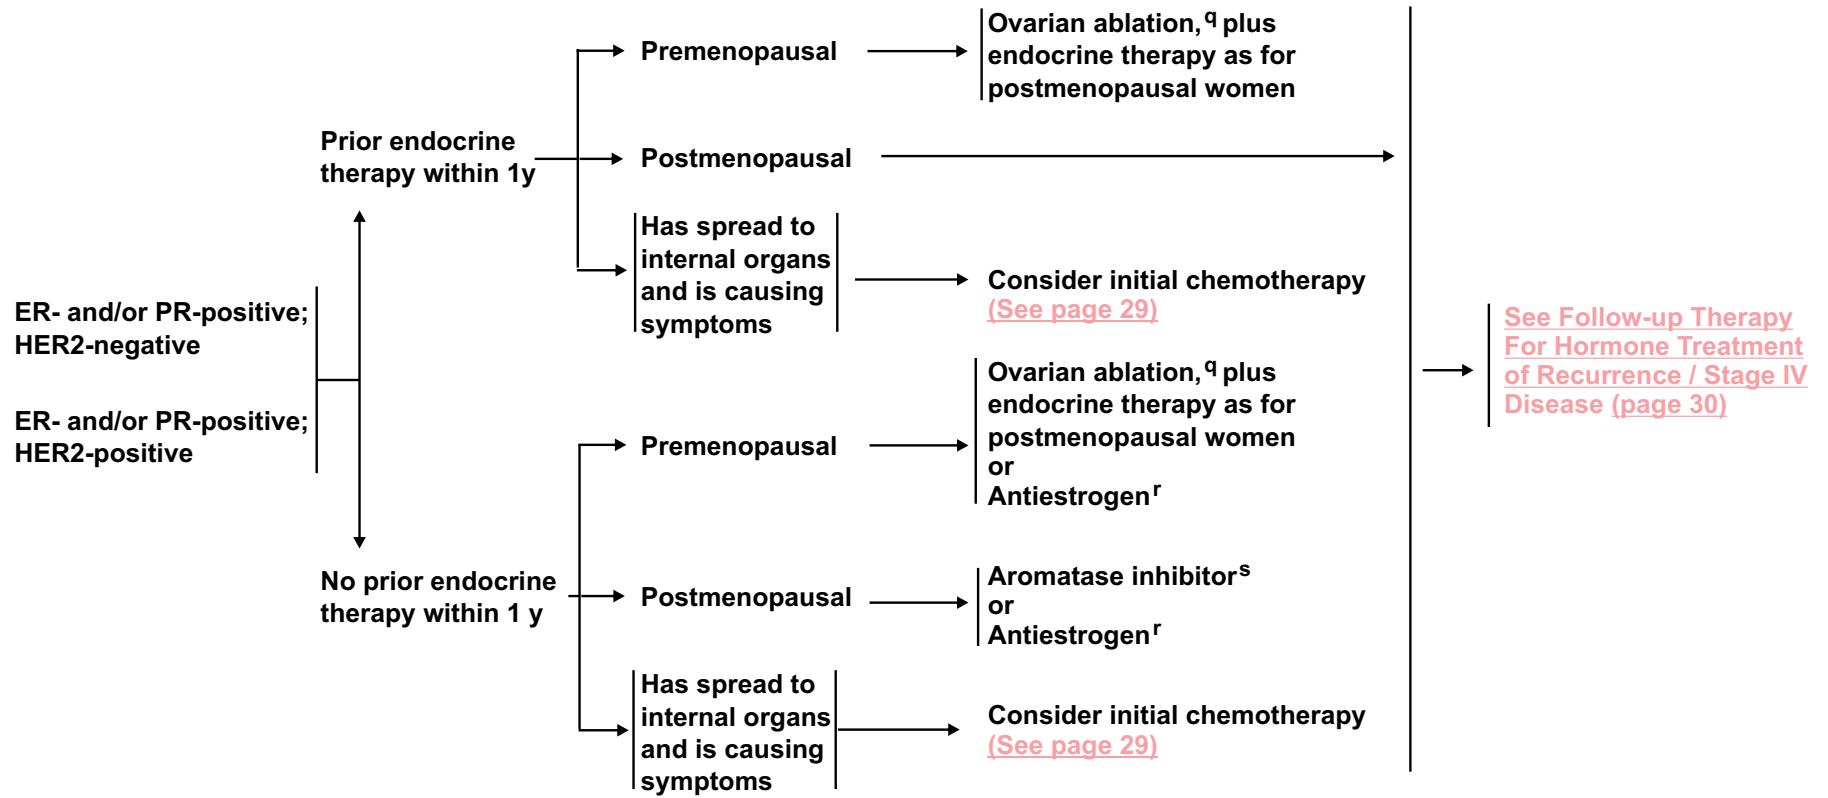 ER- and/or PR-positive;
HER2-negative
ER- and/or PR-positive;
HER2-positive
Prior endocrine
therapy within 1y
Premenopausal
Ovarian ablation,q plus
endocrine therapy as for
postmenopausal women
Postmenopausal
Has spread to
internal organs
and is causing
symptoms
Consider initial chemotherapy
(See page 29)
No prior endocrine
therapy within 1 y
Premenopausal
Ovarian ablation,q plus
endocrine therapy as for
postmenopausal women
or
Antiestrogenr
Postmenopausal
Aromatase inhibitors
or
Antiestrogenr
Has spread to
internal organs
and is causing
symptoms
Consider initial chemotherapy
(See page 29)
See Follow-up Therapy
For Hormone Treatment
of Recurrence / Stage IV
Disease (page 30)